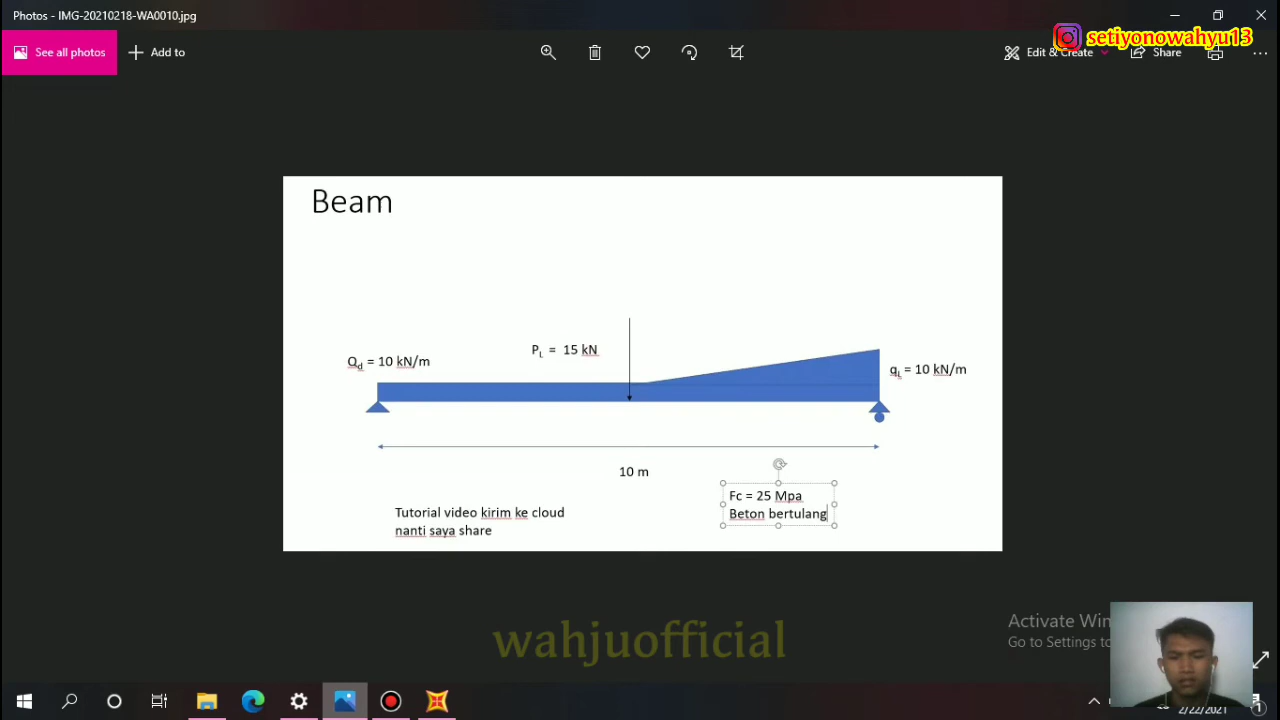 Photos - IMG-20210218-WA0010.jpg
See all photos
Add to
Edit & Create
Share
setiyonowahyu13
Beam
PL = 15 kN
Qd = 10 kN/m
qL = 10 kN/m
10 m
Fc = 25 Mpa
Beton bertulang
Tutorial video kirim ke cloud
nanti saya share
wahjuofficial
Activate
Go to Settings to
2/22/2021